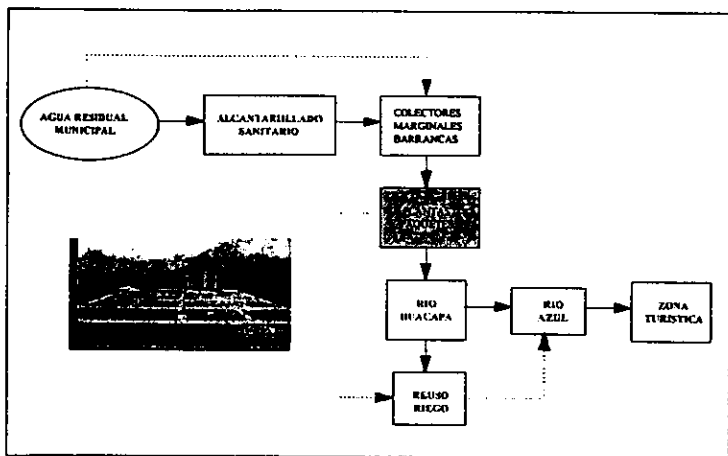 AGUA RESIDUAL
MUNICIPAL
ALCANTARILLADO
SANITARIO
COLECTORES
MARGINALES
BARRANCAS
RIO
HUACAPA
RIO
AZUL
ZONA
TURISTICA
REUSO
RIEGO